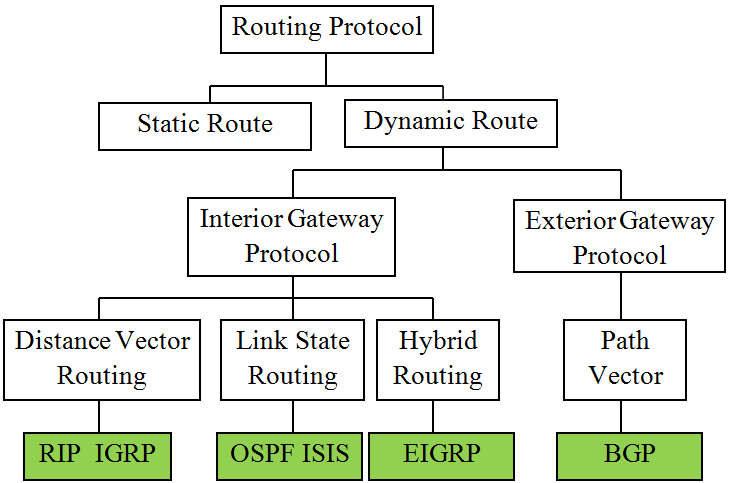 Routing Protocol
Static Route
Dynamic Route
Interior Gateway
Protocol
Exterior Gateway
Protocol
Distance Vector
Routing
Link State
Routing
Hybrid
Routing
Path
Vector
RIP  IGRP
OSPF ISIS
EIGRP
BGP